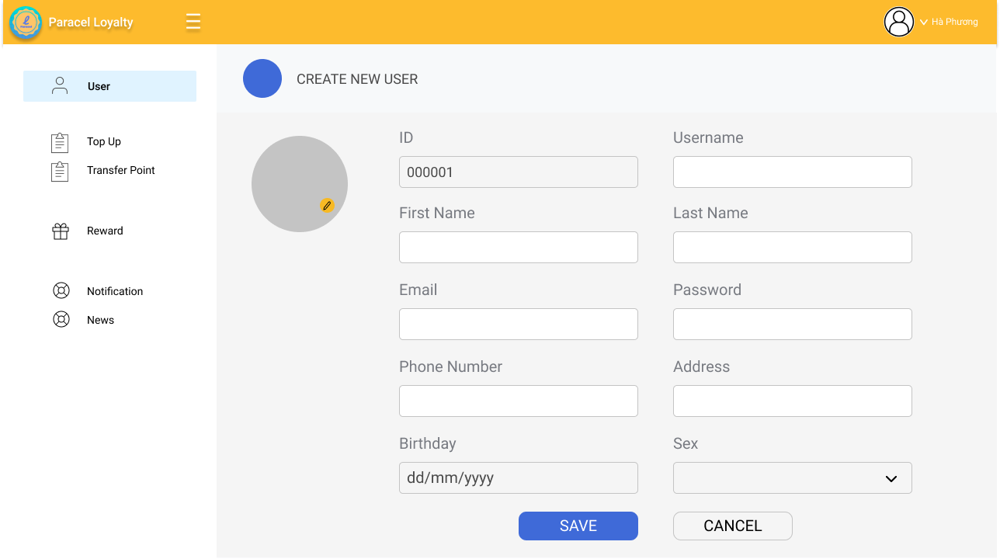 Paracel Loyalty
Hà Phương
User
Top Up
Transfer Point
Reward
Notification
News
CREATE NEW USER
ID
Username
000001
First Name
Last Name
Email
Password
Phone Number
Address
Birthday
Sex
dd/mm/yyyy
SAVE
CANCEL